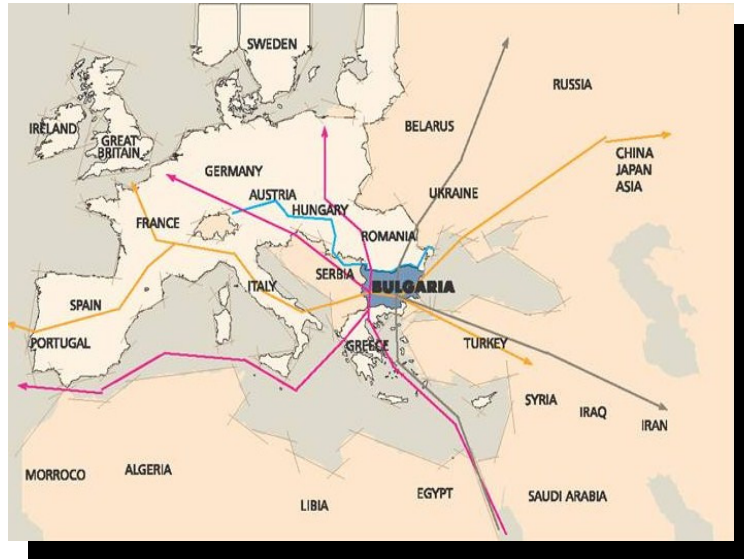 SWEDEN
RUSSIA
IRELAND
GREAT
BRITAIN
BELARUS
GERMANY
CHINA
JAPAN
ASIA
AUSTRIA
HUNGARY
UKRAINE
FRANCE
ROMANIA
SERBIA
ITALY
BULGARIA
SPAIN
PORTUGAL
GREECE
TURKEY
SYRIA
IRAQ
IRAN
MORROCO
ALGERIA
LIBIA
EGYPT
SAUDI ARABIA